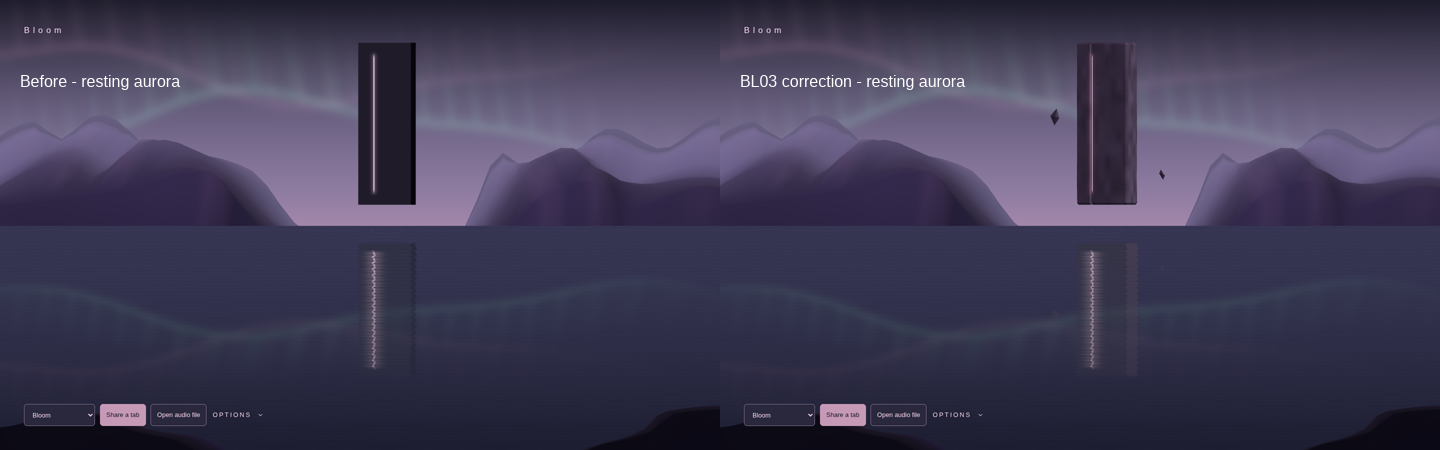 Bloom
Before - resting aurora
Bloom
Share a tab
Open audio file
OPTIONS
Bloom
BL03 correction - resting aurora
Bloom
Share a tab
Open audio file
OPTIONS